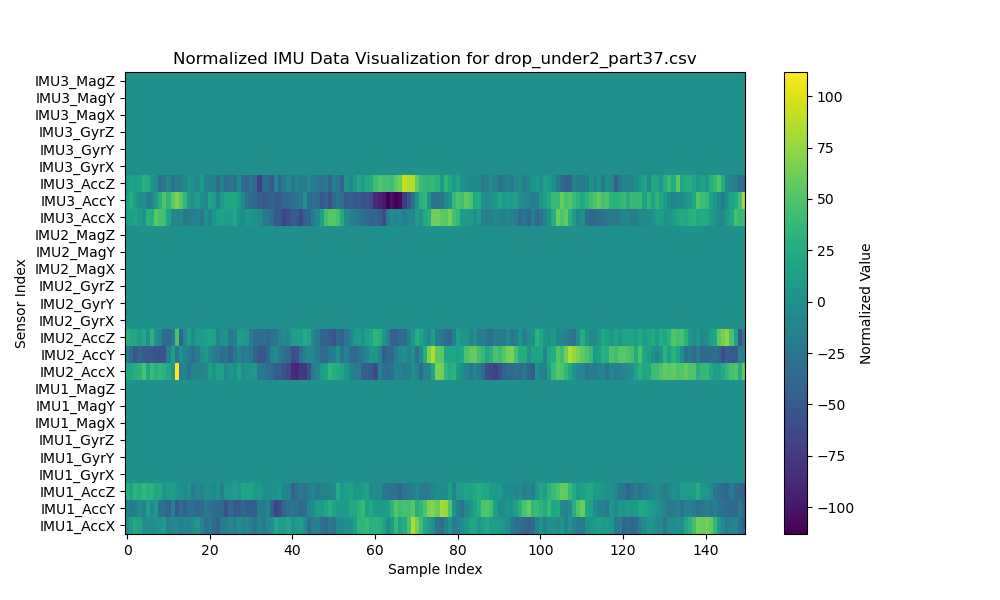 Normalized IMU Data Visualization for drop_under2_part37.csv
IMU3_MagZ
IMU3_MagY
IMU3_MagX
IMU3_GyrZ
IMU3_GyrY
IMU3_GyrX
IMU3_AccZ
IMU3_AccY
IMU3_AccX
IMU2_MagZ
IMU2_MagY
IMU2_MagX
IMU2_GyrZ
IMU2_GyrY
IMU2_GyrX
IMU2_AccZ
IMU2_AccY
IMU2_AccX
IMU1_MagZ
IMU1_MagY
IMU1_MagX
IMU1_GyrZ
IMU1_GyrY
IMU1_GyrX
IMU1_AccZ
IMU1_AccY
IMU1_AccX
Sensor Index
0 20 40 60 80 100 120 140
Sample Index
100
75
50
25
0
−25
−50
−75
−100
Normalized Value